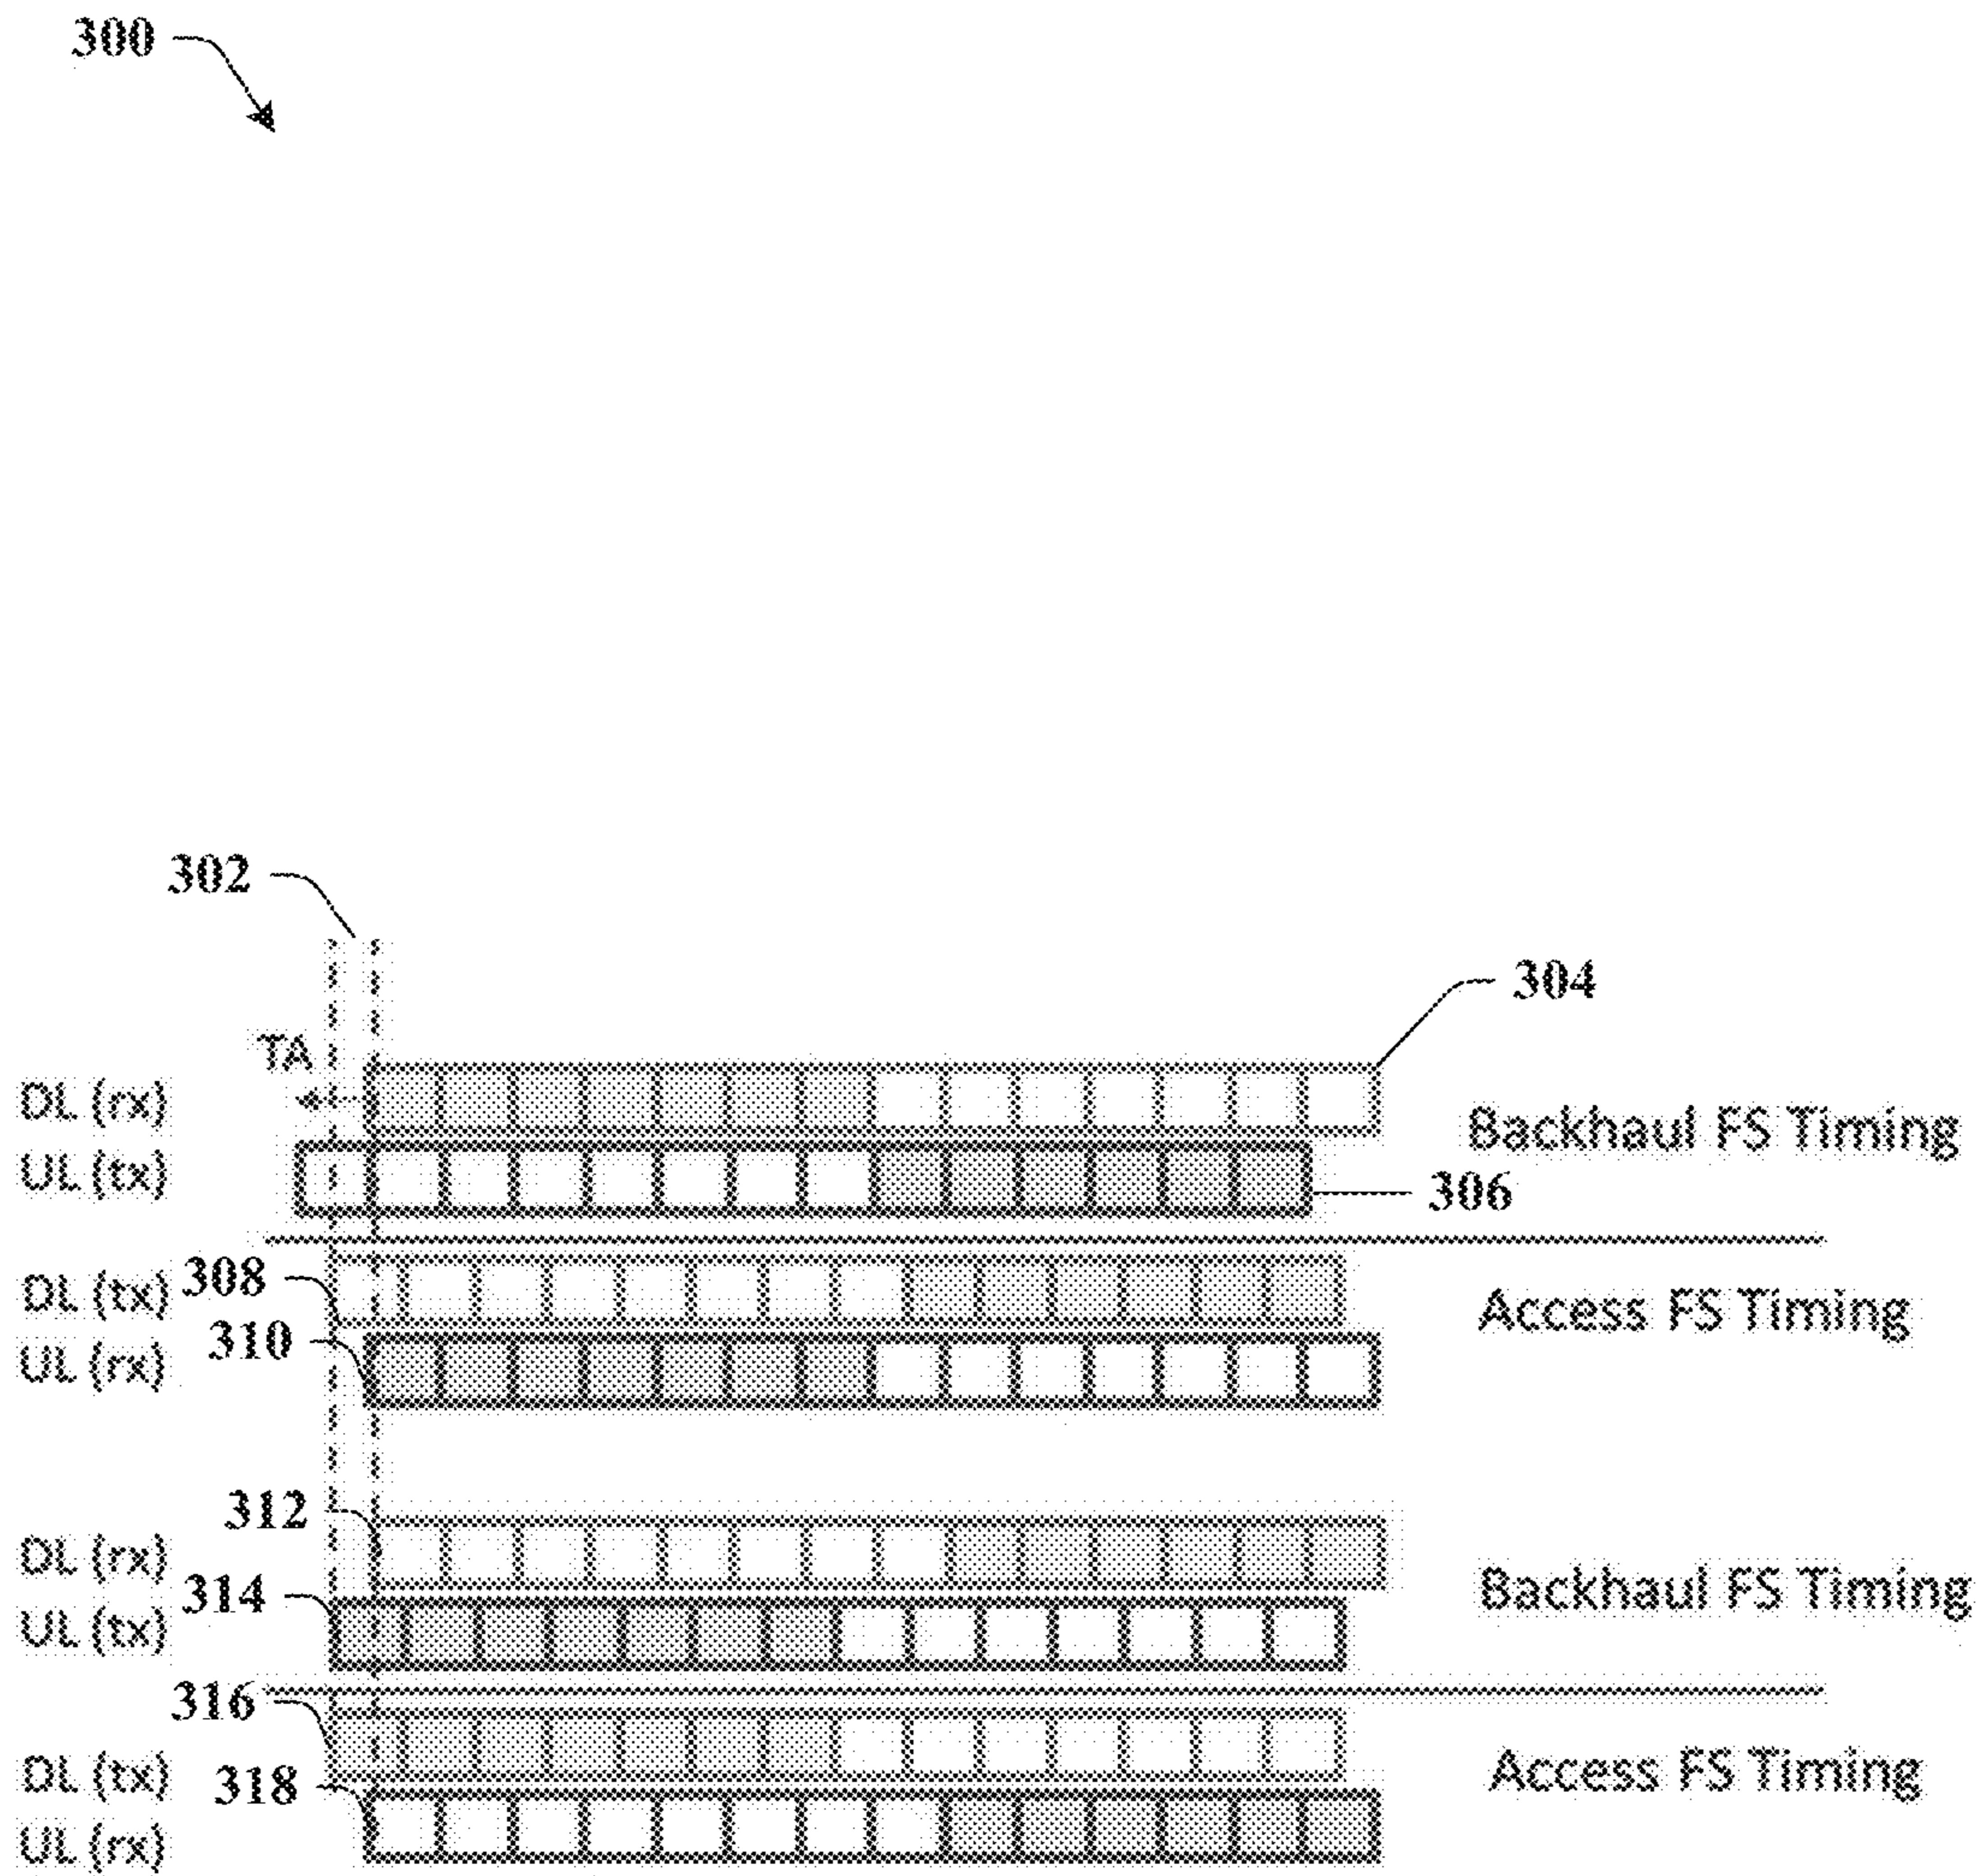 300
302
304
TA
DL (rx)
Backhaul FS Timing
UL (tx)
306
308
DL (tx)
Access FS Timing
310
UL (rx)
312
DL (rx)
Backhaul FS Timing
314
UL (tx)
316
DL (tx)
Access FS Timing
318
UL (rx)